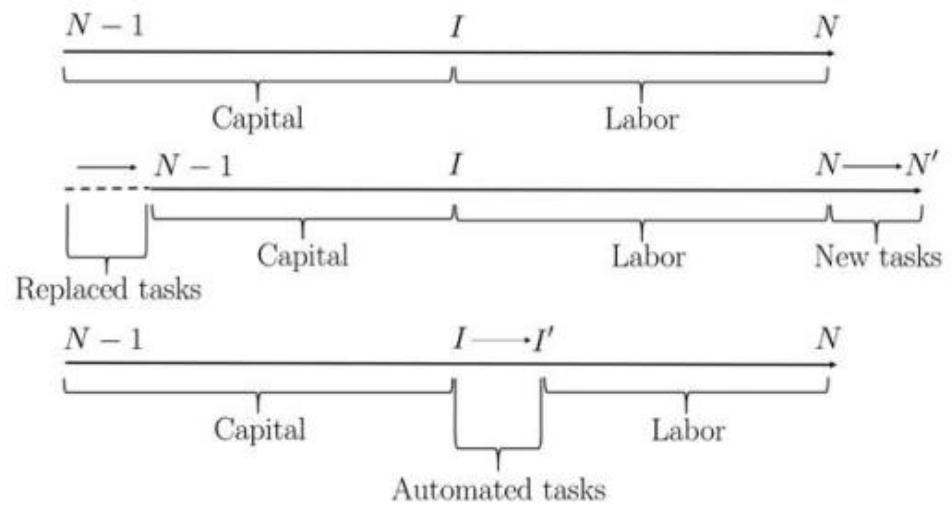 N − 1 I N
Capital Labor
N − 1 I N N′
Capital Labor New tasks
Replaced tasks
N − 1 I I′ N
Capital Labor
Automated tasks